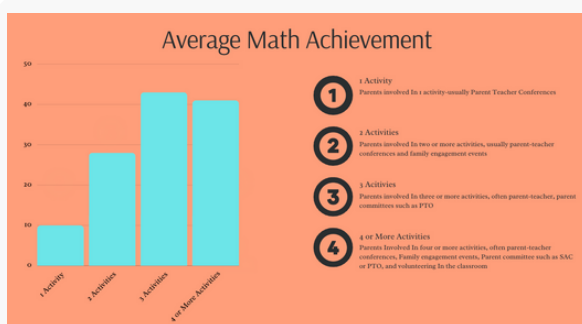 Average Math Achievement
50
40
30
20
10
0
1 Activity
2 Activities
3 Activities
4 or More Activities
1
1 Activity
Parents involved In 1 activity-usually Parent Teacher Conferences
2
2 Activities
Parents involved In two or more activities, usually parent-teacher
conferences and family engagement events
3
3 Acitivies
Parents involved In three or more activities, often parent-teacher, parent
committees such as PTO
4
4 or More Activities
Parents Involved In four or more activities, often parent-teacher
conferences, Family engagement events, Parent committee such as SAC
or PTO, and volunteering In the classroom